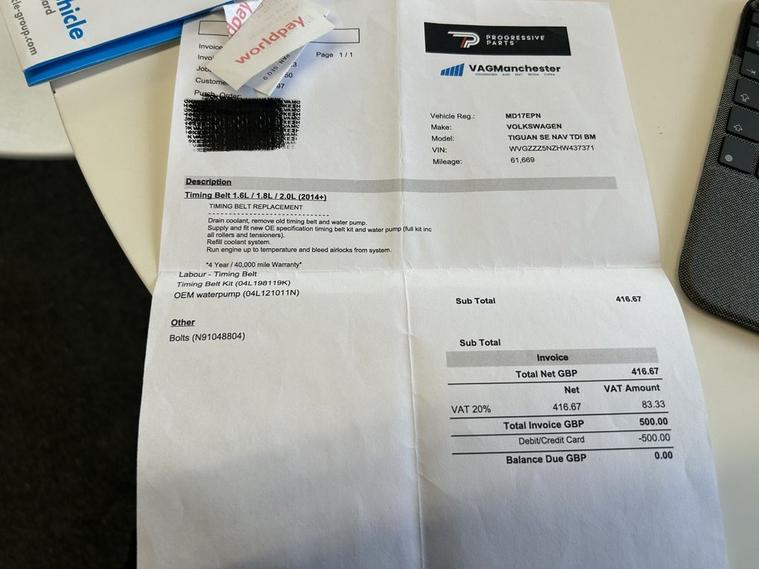 hicle
ard
cle-group.com
worldpay
Page 1 / 1
Invoice
PROGRESSIVE
PARTS
VAGManchester
Vehicle Reg.: MD17EPN
Make: VOLKSWAGEN
Model: TIGUAN SE NAV TDI BM
VIN: WVGZZZ5NZHW437371
Mileage: 61,669
Description
Timing Belt 1.6L / 1.8L / 2.0L (2014+)
TIMING BELT REPLACEMENT
Drain coolant, remove old timing belt and water pump.
Supply and fit new OE specification timing belt kit and water pump (full kit inc
all rollers and tensioners).
Refill coolant system.
Run engine up to temperature and bleed airlocks from system.
*4 Year / 40,000 mile Warranty*
Labour - Timing Belt
Timing Belt Kit (04L198119K)
OEM waterpump (04L121011N)
Sub Total 416.67
Other
Bolts (N91048804)
Sub Total
Invoice
Total Net GBP 416.67
Net VAT Amount
VAT 20% 416.67 83.33
Total Invoice GBP 500.00
Debit/Credit Card -500.00
Balance Due GBP 0.00